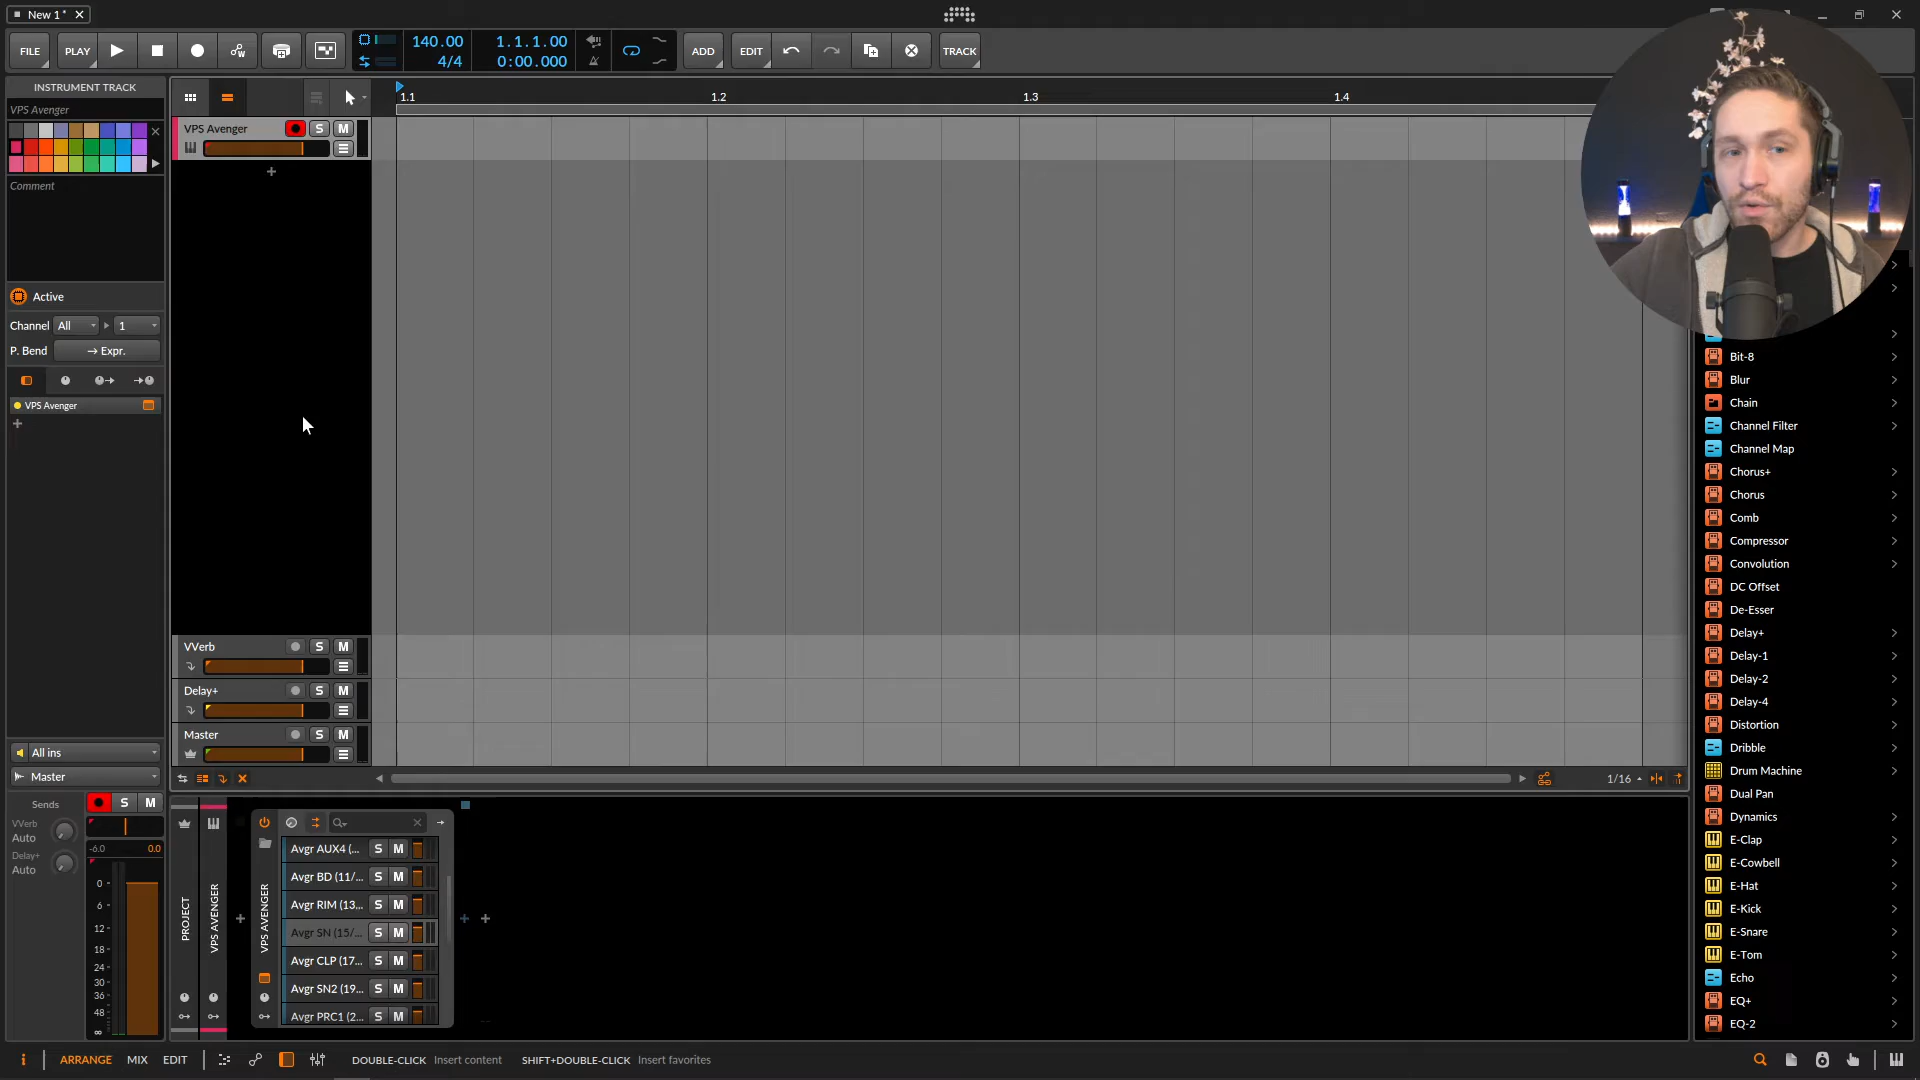 New 1*
FILE
PLAY
140.00
4/4
1.1.1.00
0:00.000
ADD
EDIT
TRACK
INSTRUMENT TRACK
VPS Avenger
Comment
Active
Channel All 1
P. Bend → Expr.
VPS Avenger
All ins
Master
Sends
S M
VVerb
Auto
Delay+
Auto
-6.0 0.0
0
6
12
18
24
30
36
48
∞
1.1 1.2 1.3 1.4
VPS Avenger S M
VVerb S M
Delay+ S M
Master S M
1/16
PROJECT
VPS AVENGER
VPS AVENGER
Avgr AUX4 (... S M
Avgr BD (11/... S M
Avgr RIM (13... S M
Avgr SN (15/... S M
Avgr CLP (17... S M
Avgr SN2 (19... S M
Avgr PRC1 (2... S M
Bit-8
Blur
Chain
Channel Filter
Channel Map
Chorus+
Chorus
Comb
Compressor
Convolution
DC Offset
De-Esser
Delay+
Delay-1
Delay-2
Delay-4
Distortion
Dribble
Drum Machine
Dual Pan
Dynamics
E-Clap
E-Cowbell
E-Hat
E-Kick
E-Snare
E-Tom
Echo
EQ+
EQ-2
ARRANGE MIX EDIT
DOUBLE-CLICK Insert content SHIFT+DOUBLE-CLICK Insert favorites